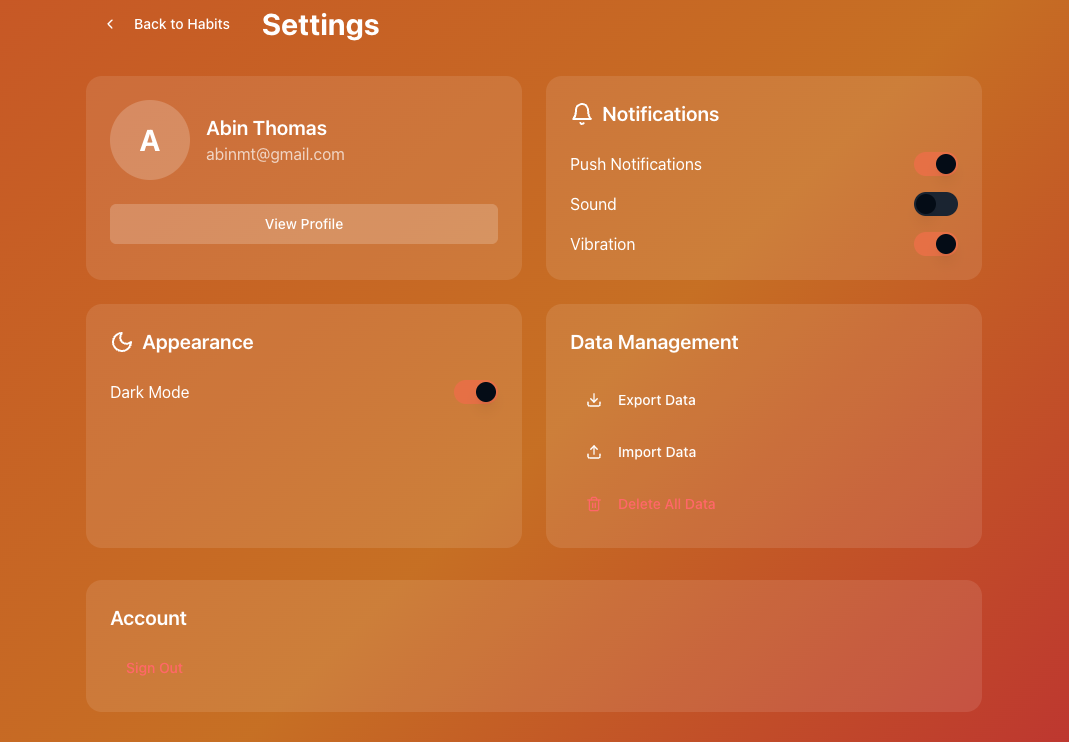 Back to Habits
Settings
A
Abin Thomas
abinmt@gmail.com
View Profile
Notifications
Push Notifications
Sound
Vibration
Appearance
Dark Mode
Data Management
Export Data
Import Data
Delete All Data
Account
Sign Out